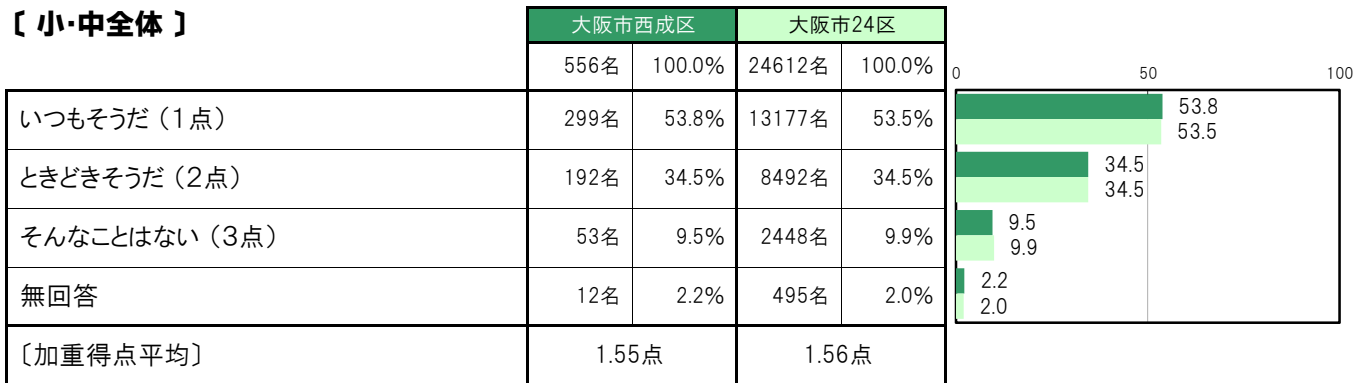 〔 小・中全体 〕
大阪市西成区 大阪市24区
556名 100.0% 24612名 100.0%
0 50 100
いつもそうだ（1点） 299名 53.8% 13177名 53.5%
53.8
53.5
ときどきそうだ（2点） 192名 34.5% 8492名 34.5%
34.5
34.5
そんなことはない（3点） 53名 9.5% 2448名 9.9%
9.5
9.9
無回答 12名 2.2% 495名 2.0%
2.2
2.0
〔加重得点平均〕 1.55点 1.56点